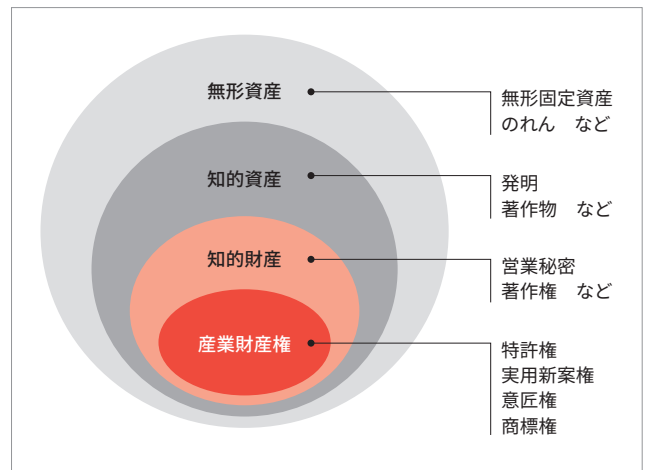 無形資産
無形固定資産
のれん　など
知的資産
発明
著作物　など
知的財産
営業秘密
著作権　など
産業財産権
特許権
実用新案権
意匠権
商標権